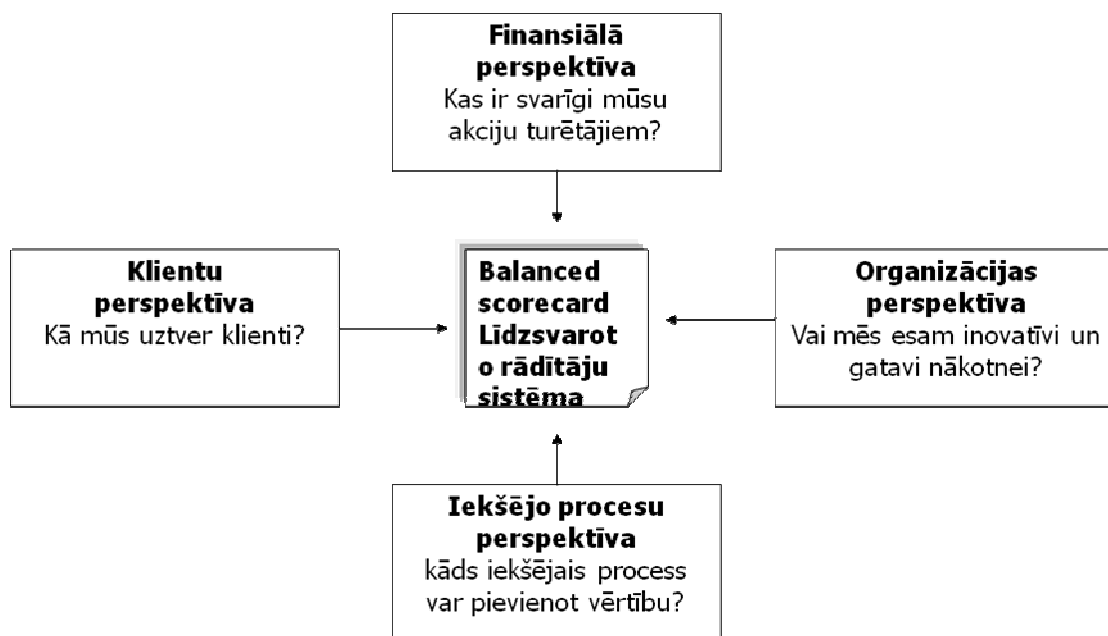 Finansiālā
perspektīva
Kas ir svarīgi mūsu
akciju turētājiem?
Klientu
perspektīva
Kā mūs uztver klienti?
Balanced
scorecard
Līdzsvarot
o rādītāju
sistēma
Organizācijas
perspektīva
Vai mēs esam inovatīvi un
gatavi nākotnei?
Iekšējo procesu
perspektīva
kāds iekšējais process
var pievienot vērtību?